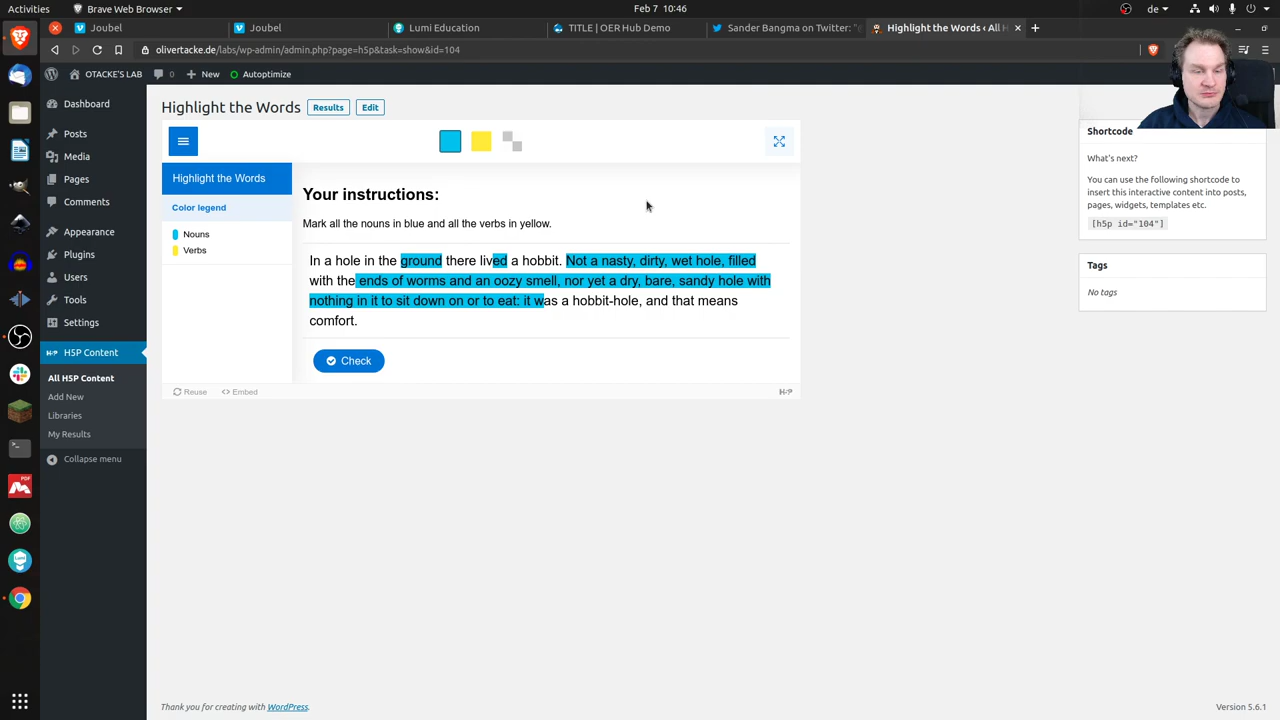 Activities
Brave Web Browser
Feb 7 10:46
de
Joubel
Joubel
Lumi Education
TITLE | OER Hub Demo
Sander Bangma on Twitter: "
Highlight the Words ‹ All H
olivertacke.de/labs/wp-admin/admin.php?page=h5p&task=show&id=104
OTACKE'S LAB
0
New
Autoptimize
Dashboard
Posts
Media
Pages
Comments
Appearance
Plugins
Users
Tools
Settings
H5P Content
All H5P Content
Add New
Libraries
My Results
Collapse menu
Highlight the Words
Results
Edit
Highlight the Words
Color legend
Nouns
Verbs
Your instructions:
Mark all the nouns in blue and all the verbs in yellow.
In a hole in the ground there lived a hobbit. Not a nasty, dirty, wet hole, filled
with the ends of worms and an oozy smell, nor yet a dry, bare, sandy hole with
nothing in it to sit down on or to eat: it was a hobbit-hole, and that means
comfort.
Check
Reuse
Embed
H5P
Shortcode
What's next?
You can use the following shortcode to
insert this interactive content into posts,
pages, widgets, templates etc.
[h5p id="104"]
Tags
No tags
Thank you for creating with WordPress.
Version 5.6.1